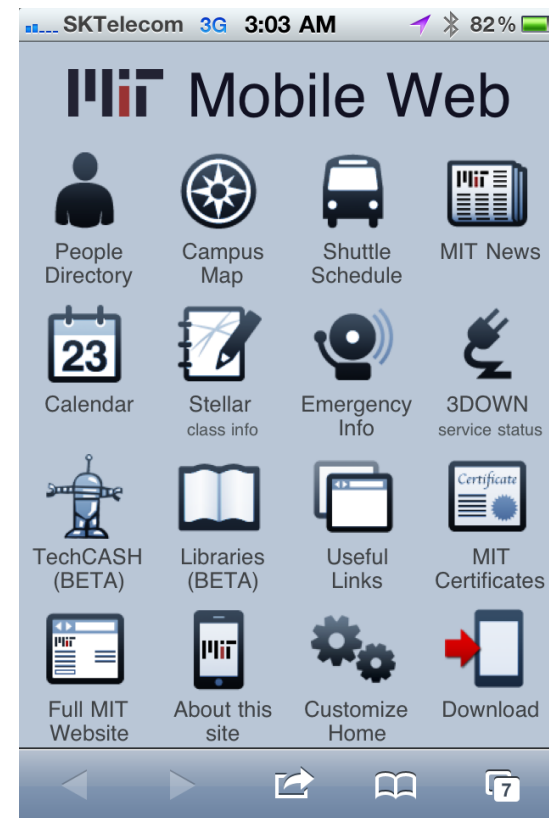 SKTelecom 3G 3:03 AM 82%
MIT Mobile Web
MIT
People Campus Shuttle MIT News
Directory Map Schedule
23
Calendar Stellar Emergency 3DOWN
class info Info service status
Certificate
TechCASH Libraries Useful MIT
(BETA) (BETA) Links Certificates
MIT MIT
Full MIT About this Customize Download
Website site Home
7